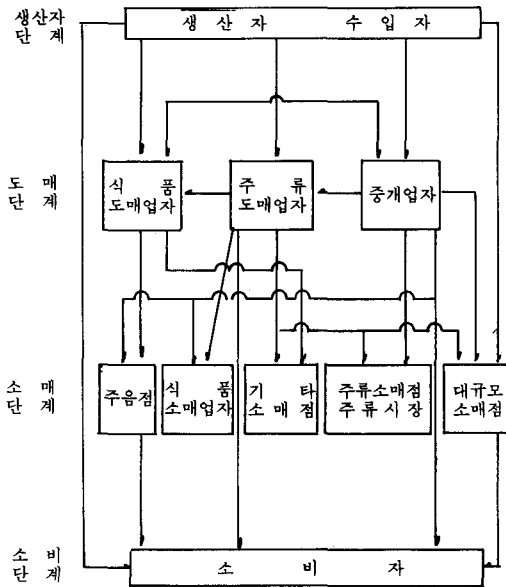 생산자
단 계
생 산 자 수 입 자
도 매
단 계
식 품
도매업자
주 류
도매업자
중개업자
소 매
단 계
주음점
식 품
소매업자
기 타
소 매 점
주류소매점
주 류 시 장
대규모
소매점
소 비
단 계
소 비 자